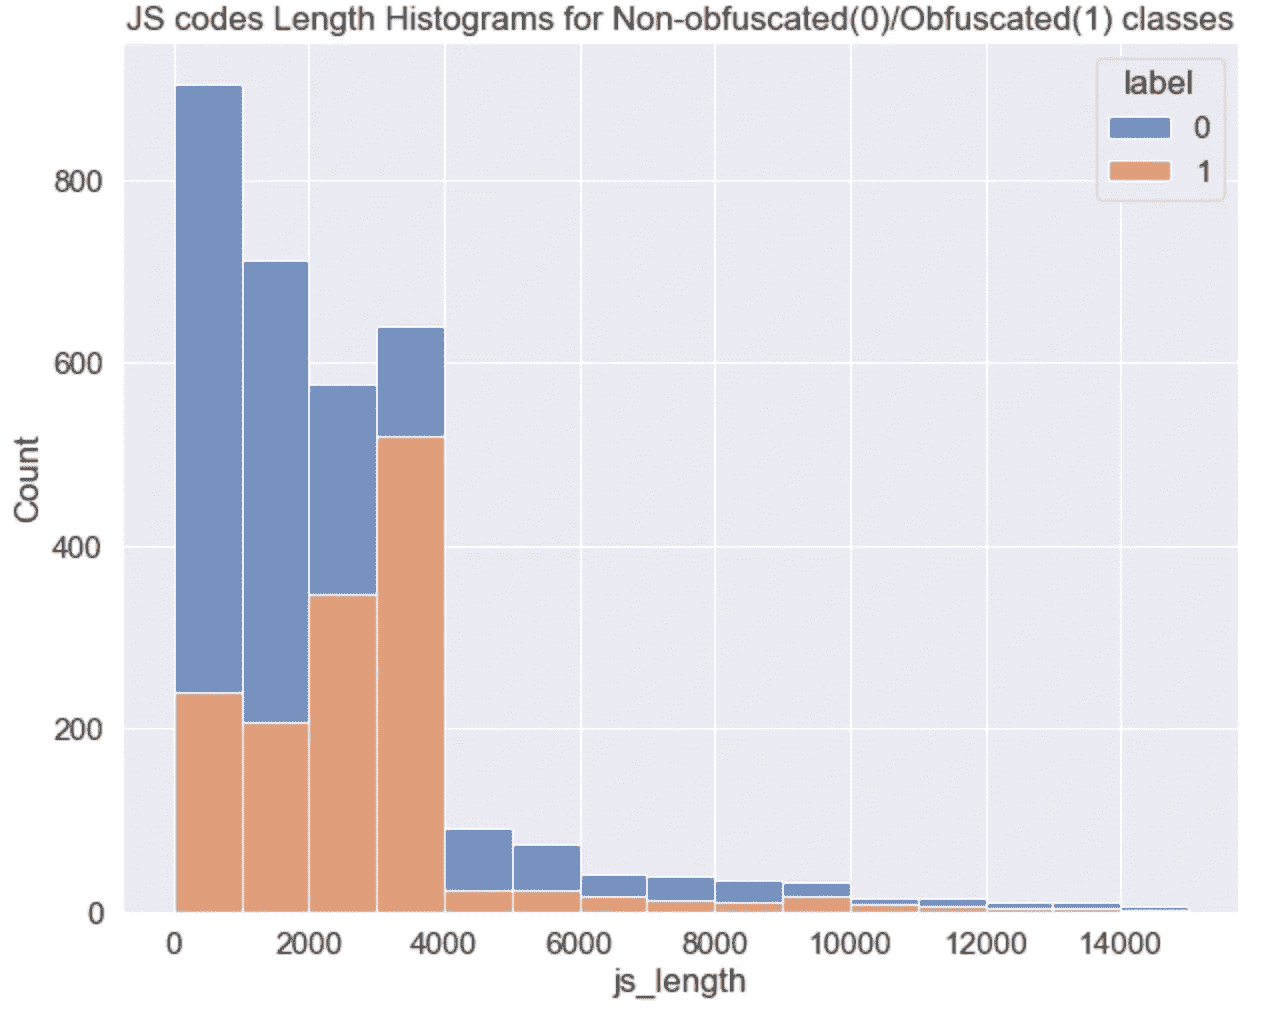 JS codes Length Histograms for Non-obfuscated(0)/Obfuscated(1) classes
label
0
1
800
600
400
200
0
Count
0 2000 4000 6000 8000 10000 12000 14000
js_length